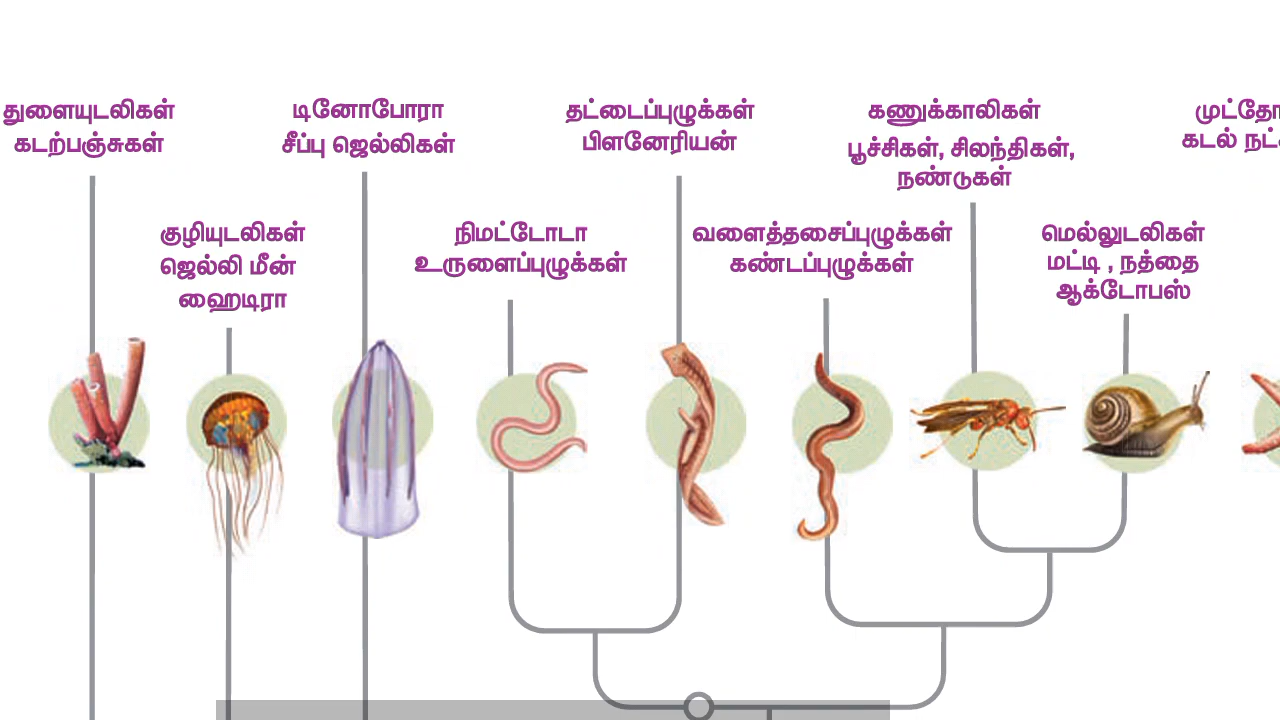 துளையுடலிகள்
கடற்பஞ்சுகள்
குழியுடலிகள்
ஜெல்லி மீன்
ஹைடிரா
டினோபோரா
சீப்பு ஜெல்லிகள்
நிமட்டோடா
உருளைப்புழுக்கள்
தட்டைப்புழுக்கள்
பிளனேரியன்
வளைத்தசைப்புழுக்கள்
கண்டப்புழுக்கள்
கணுக்காலிகள்
பூச்சிகள், சிலந்திகள்,
நண்டுகள்
மெல்லுடலிகள்
மட்டி , நத்தை
ஆக்டோபஸ்
கடல்